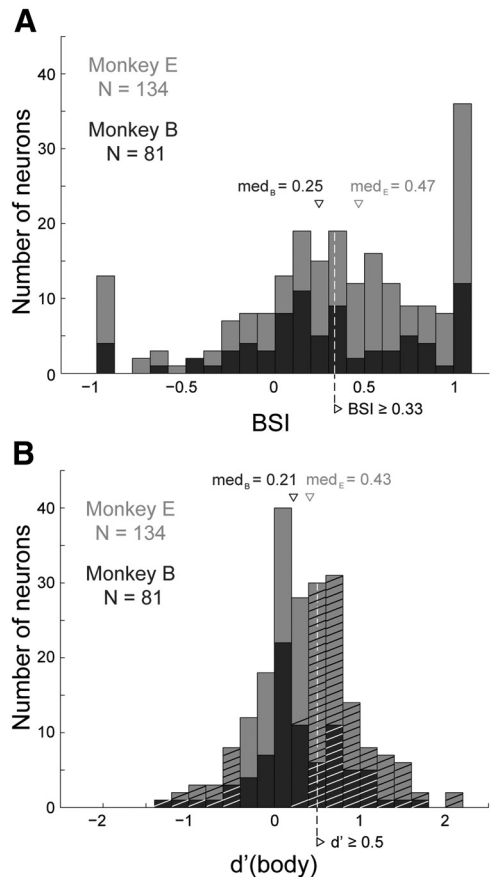 A
Number of neurons
40
30
20
10
0
Monkey E
N = 134
Monkey B
N = 81
med_B = 0.25
med_E = 0.47
−1
−0.5
0
0.5
1
BSI
BSI ≥ 0.33
B
Number of neurons
40
30
20
10
0
Monkey E
N = 134
Monkey B
N = 81
med_B = 0.21
med_E = 0.43
−2
−1
0
1
2
d'(body)
d' ≥ 0.5